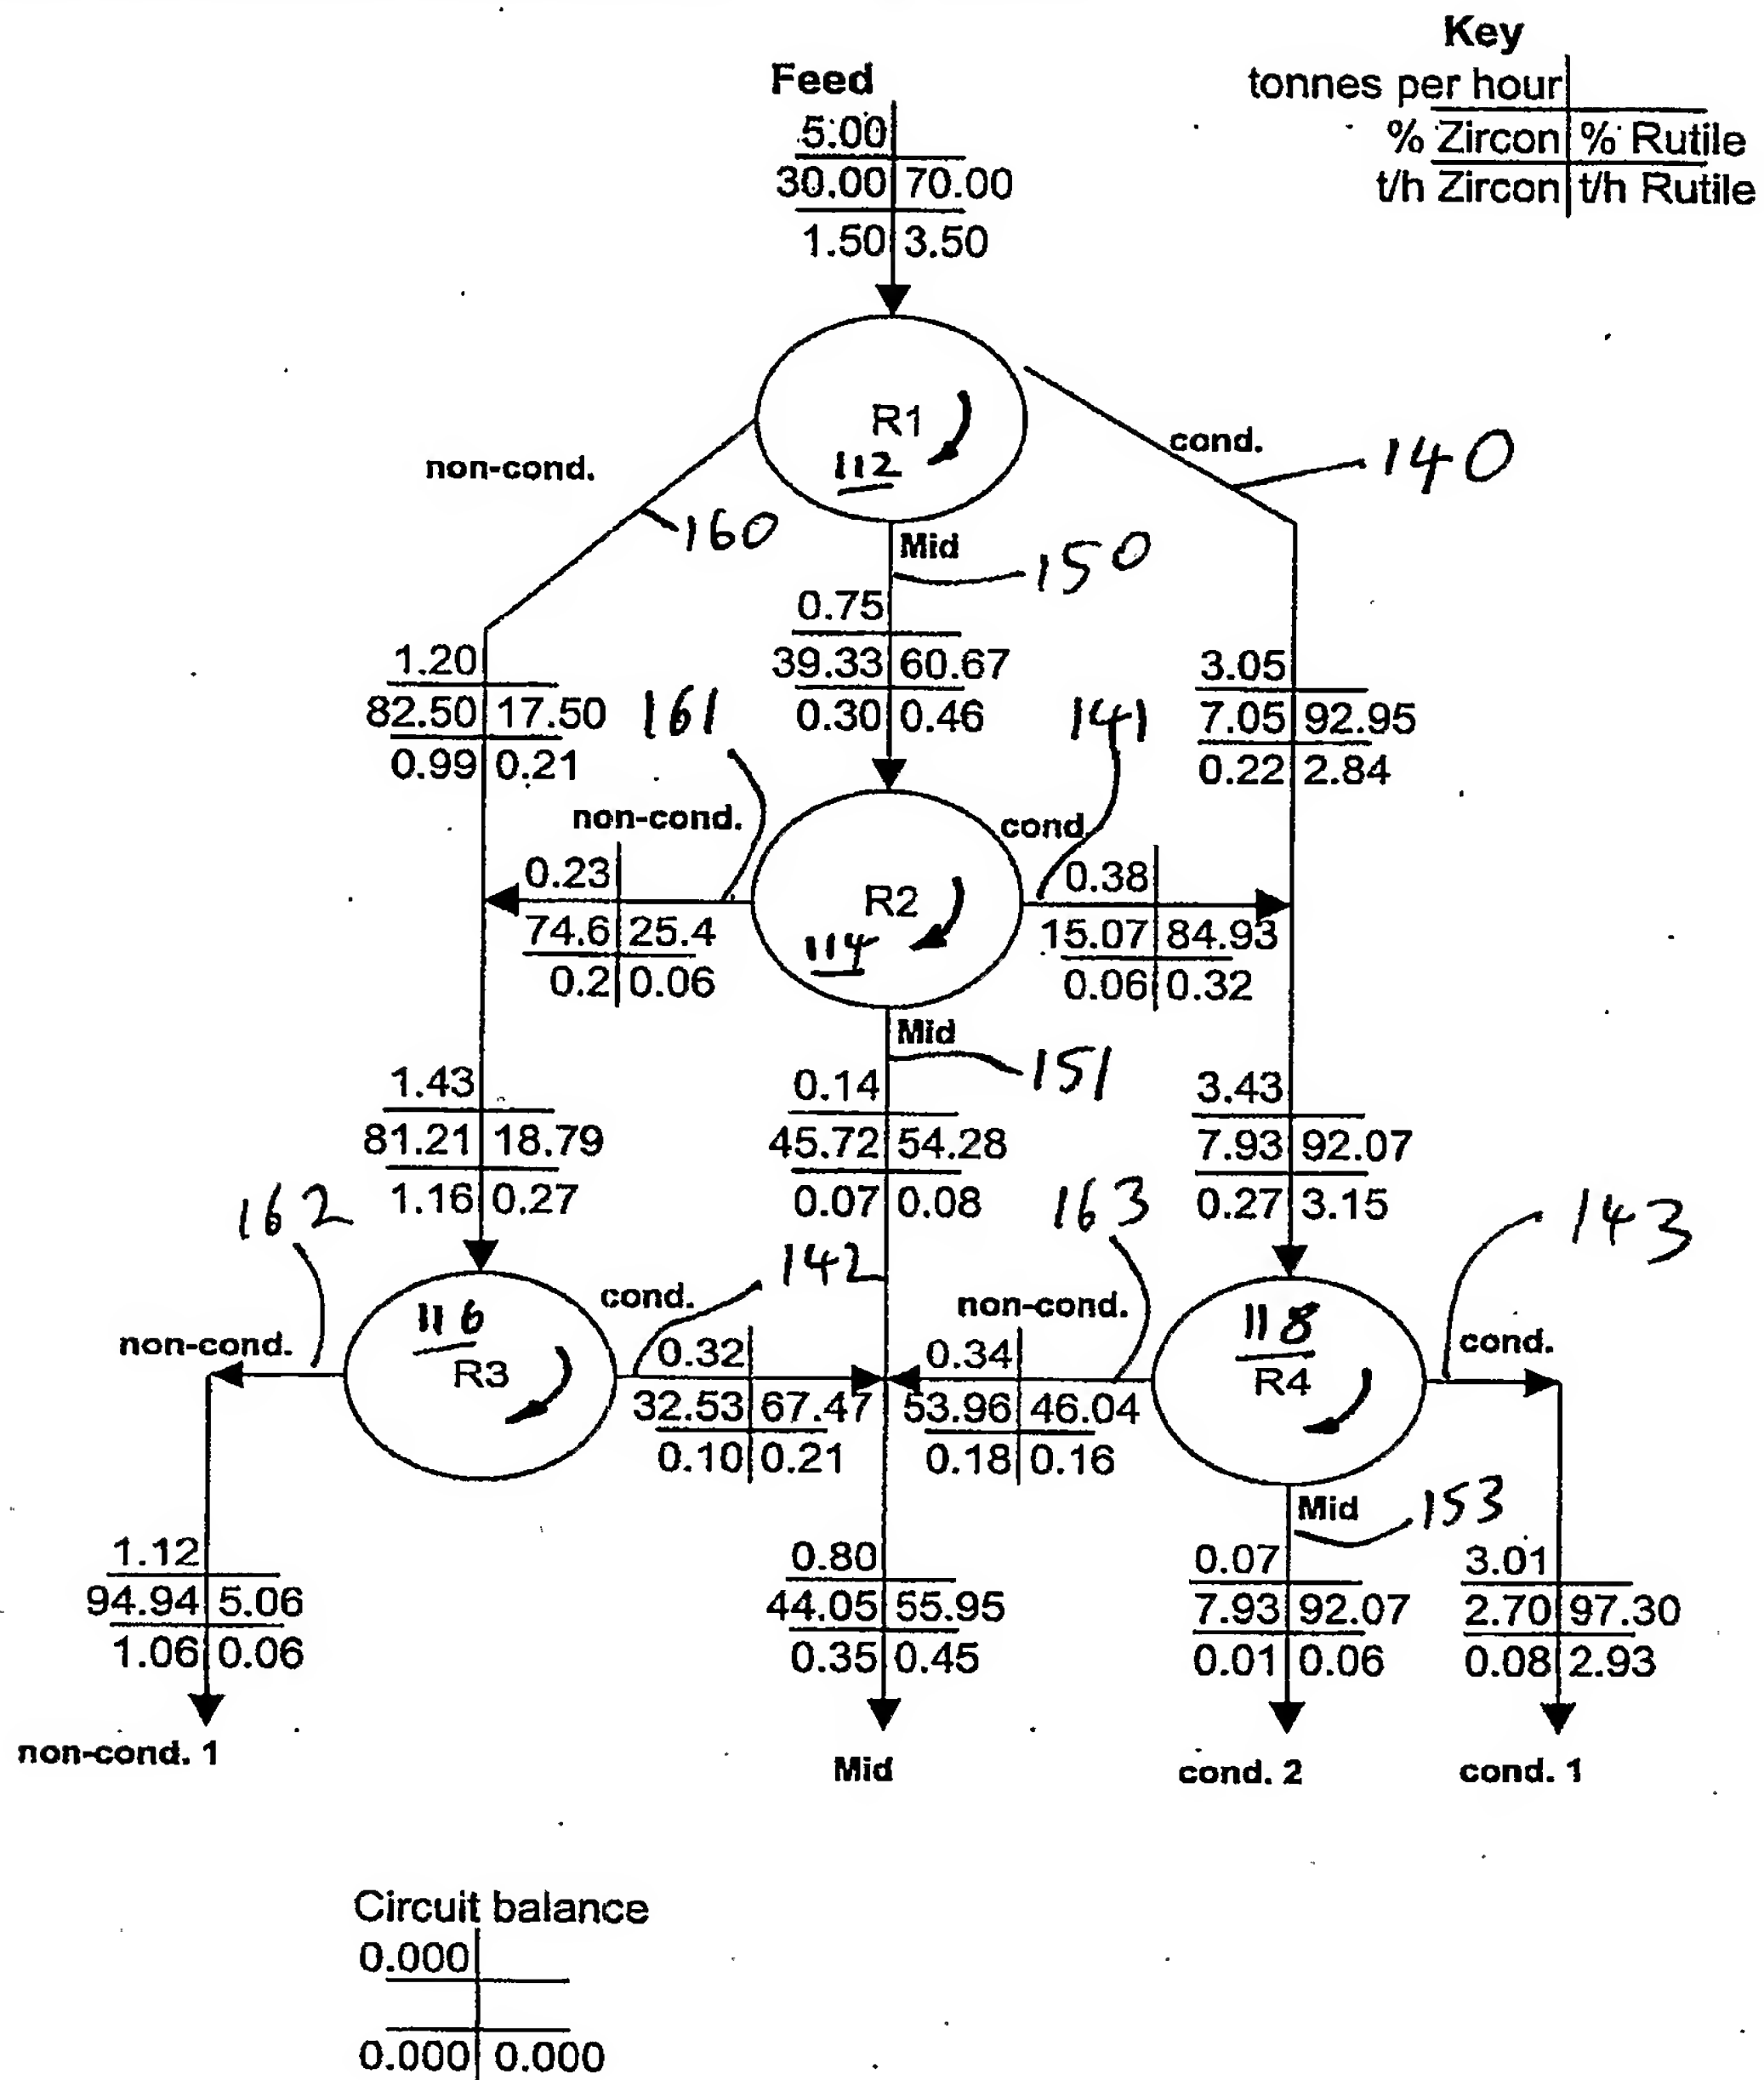 Key
tonnes per hour
% Zircon % Rutile
t/h Zircon t/h Rutile
Feed
5.00
30.00 70.00
1.50 3.50
R1
112
non-cond.
cond.
140
160
Mid
150
0.75
39.33 60.67
0.30 0.46
1.20
82.50 17.50
0.99 0.21
3.05
7.05 92.95
0.22 2.84
161
141
non-cond.
cond.
R2
114
0.23
74.6 25.4
0.2 0.06
0.38
15.07 84.93
0.06 0.32
Mid
151
1.43
81.21 18.79
1.16 0.27
0.14
45.72 54.28
0.07 0.08
3.43
7.93 92.07
0.27 3.15
162
142
163
143
non-cond.
116
R3
cond.
0.32
32.53 67.47
0.10 0.21
non-cond.
0.34
53.96 46.04
0.18 0.16
118
R4
cond.
Mid
153
1.12
94.94 5.06
1.06 0.06
0.80
44.05 55.95
0.35 0.45
0.07
7.93 92.07
0.01 0.06
3.01
2.70 97.30
0.08 2.93
non-cond. 1
Mid
cond. 2
cond. 1
Circuit balance
0.000
0.000 0.000